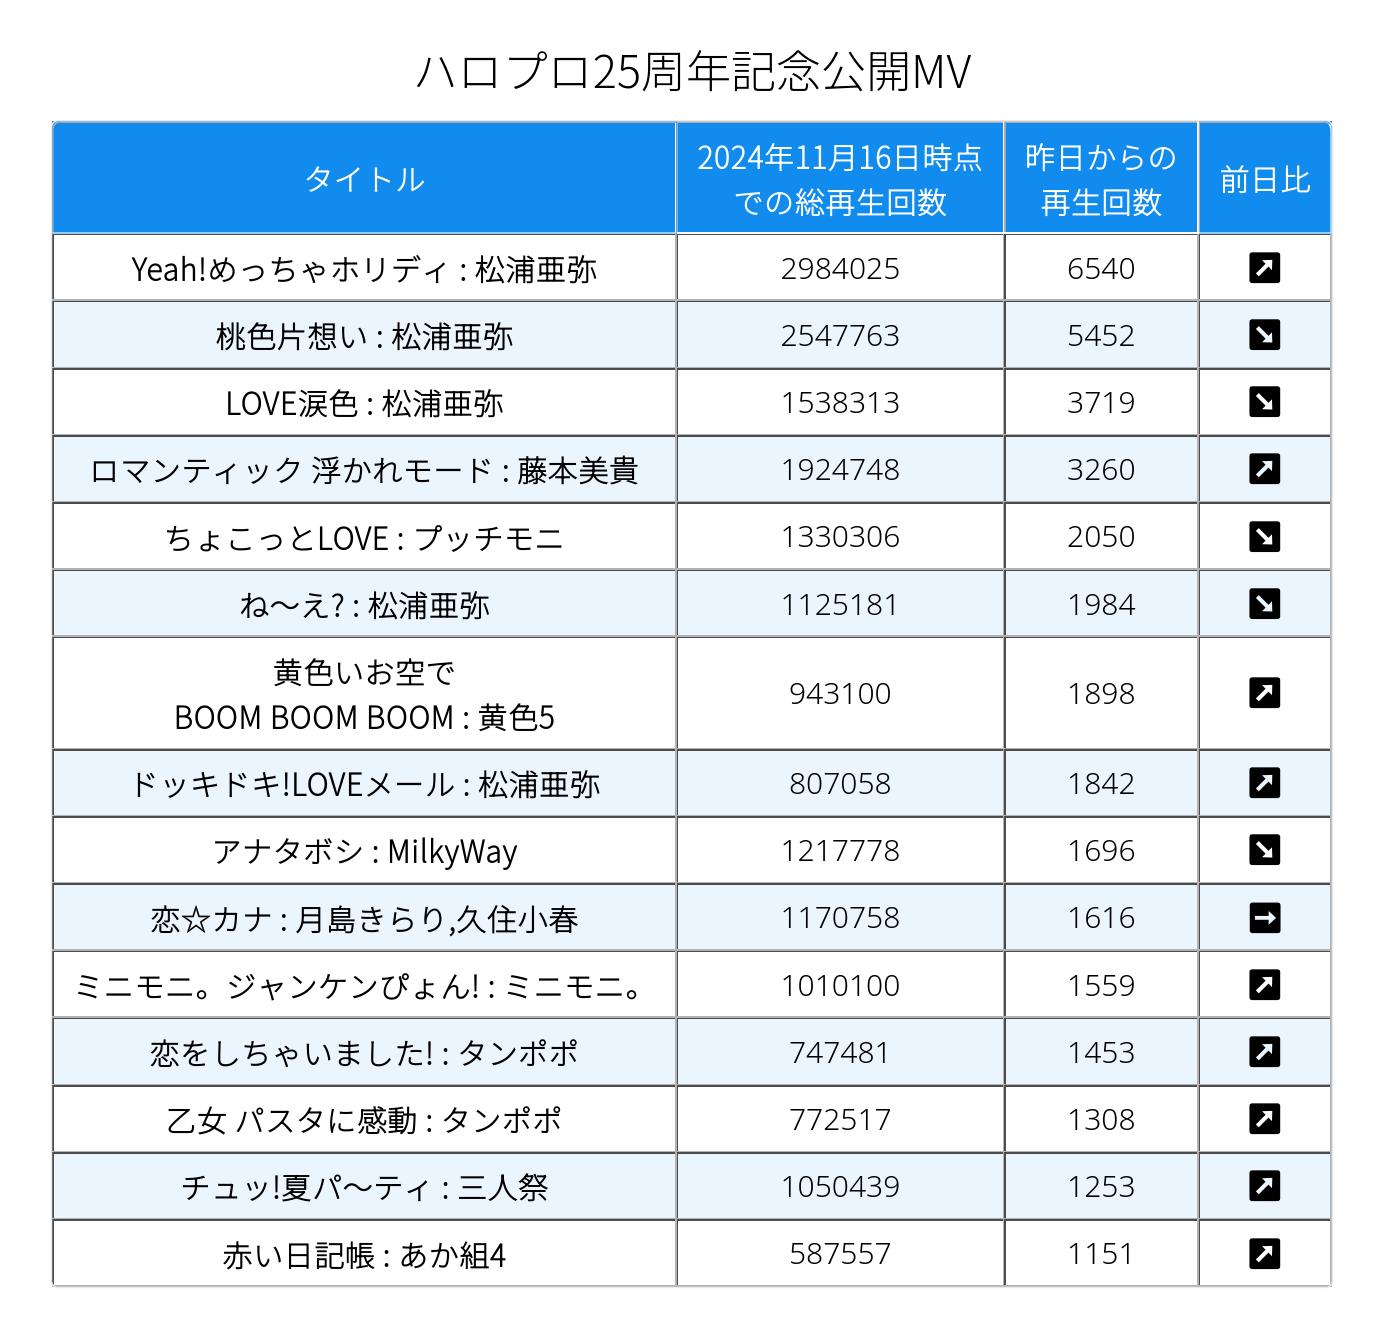 ハロプロ25周年記念公開MV
タイトル
2024年11月16日時点
での総再生回数
昨日からの
再生回数
前日比
Yeah!めっちゃホリディ : 松浦亜弥 2984025 6540 ↗
桃色片想い : 松浦亜弥 2547763 5452 ↘
LOVE涙色 : 松浦亜弥 1538313 3719 ↘
ロマンティック 浮かれモード : 藤本美貴 1924748 3260 ↗
ちょこっとLOVE : プッチモニ 1330306 2050 ↘
ね〜え? : 松浦亜弥 1125181 1984 ↘
黄色いお空で
BOOM BOOM BOOM : 黄色5 943100 1898 ↗
ドッキドキ!LOVEメール : 松浦亜弥 807058 1842 ↗
アナタボシ : MilkyWay 1217778 1696 ↘
恋☆カナ : 月島きらり,久住小春 1170758 1616 →
ミニモニ。ジャンケンぴょん! : ミニモニ。 1010100 1559 ↗
恋をしちゃいました! : タンポポ 747481 1453 ↗
乙女 パスタに感動 : タンポポ 772517 1308 ↗
チュッ!夏パ〜ティ : 三人祭 1050439 1253 ↗
赤い日記帳 : あか組4 587557 1151 ↗